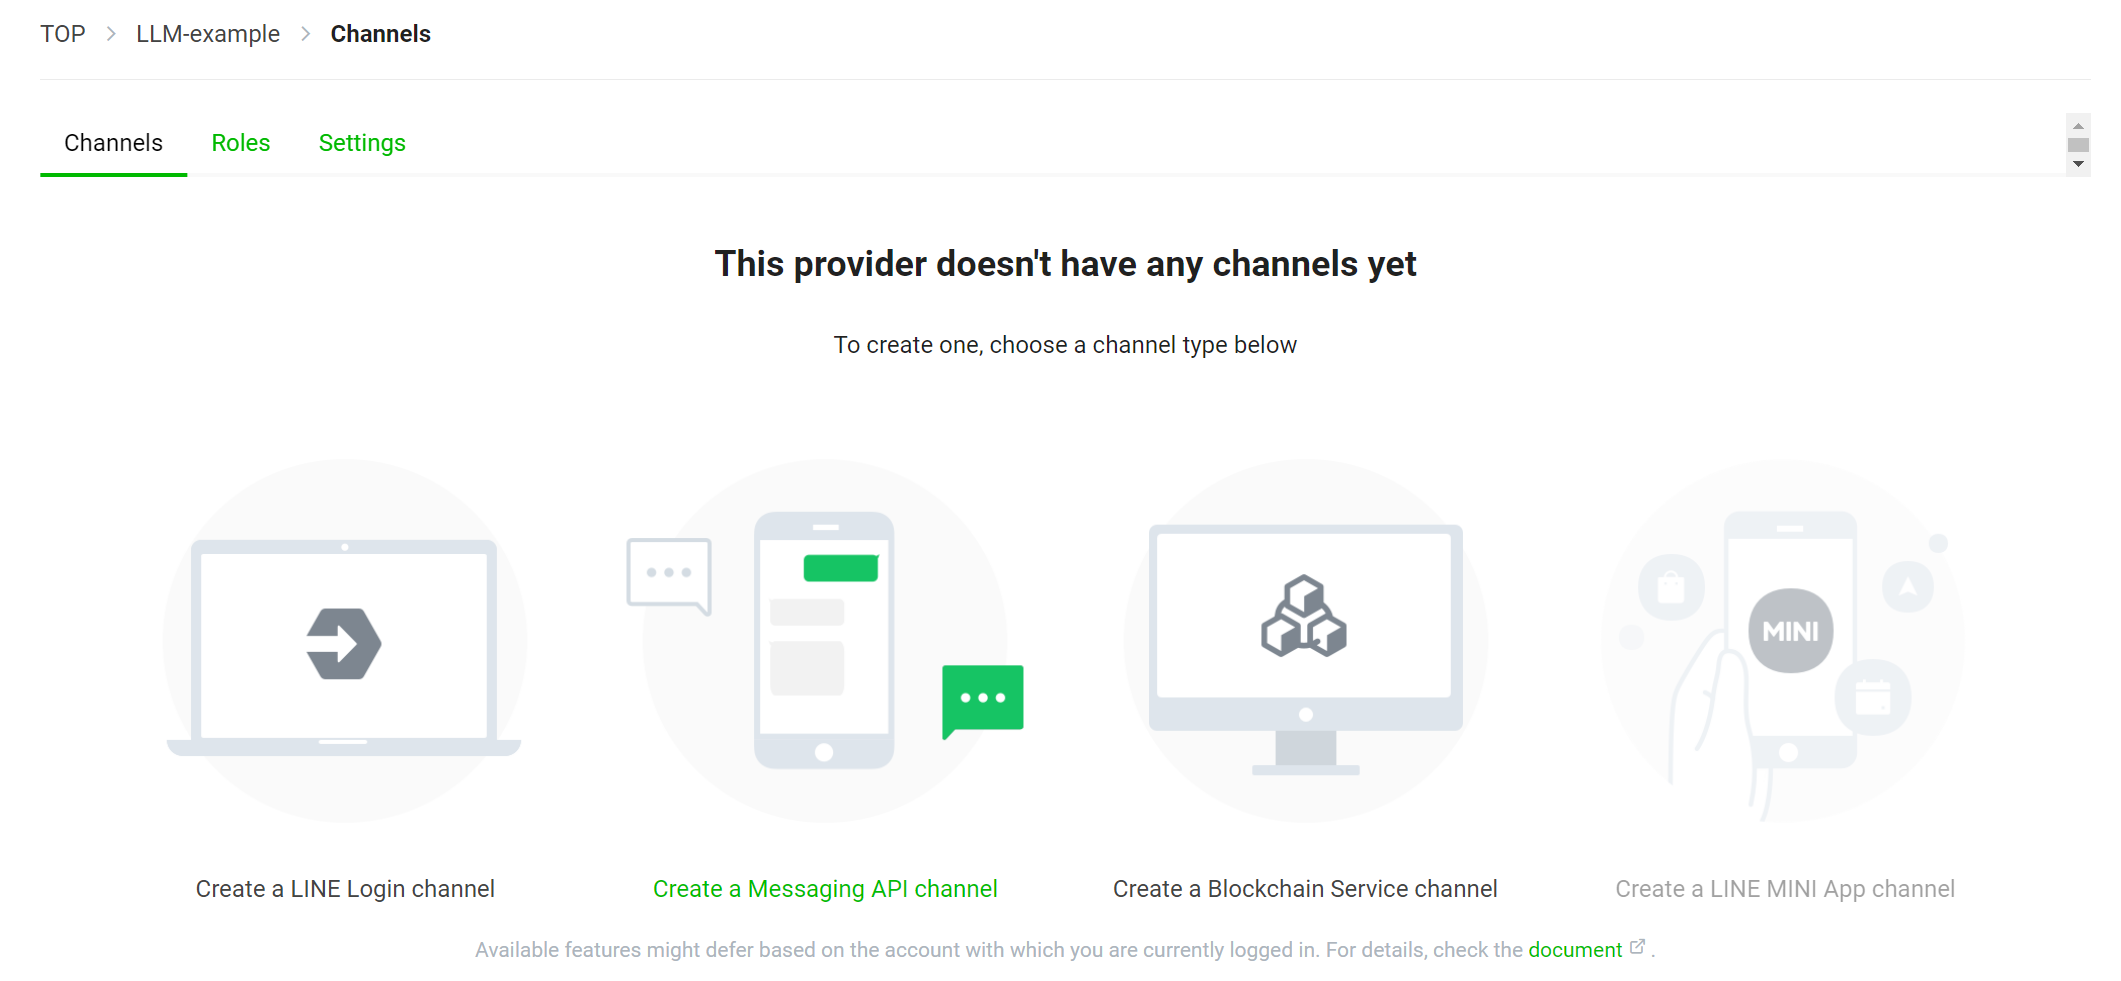 TOP > LLM-example > Channels
Channels Roles Settings
This provider doesn't have any channels yet
To create one, choose a channel type below
MINI
Create a LINE Login channel
Create a Messaging API channel
Create a Blockchain Service channel
Create a LINE MINI App channel
Available features might defer based on the account with which you are currently logged in. For details, check the document .